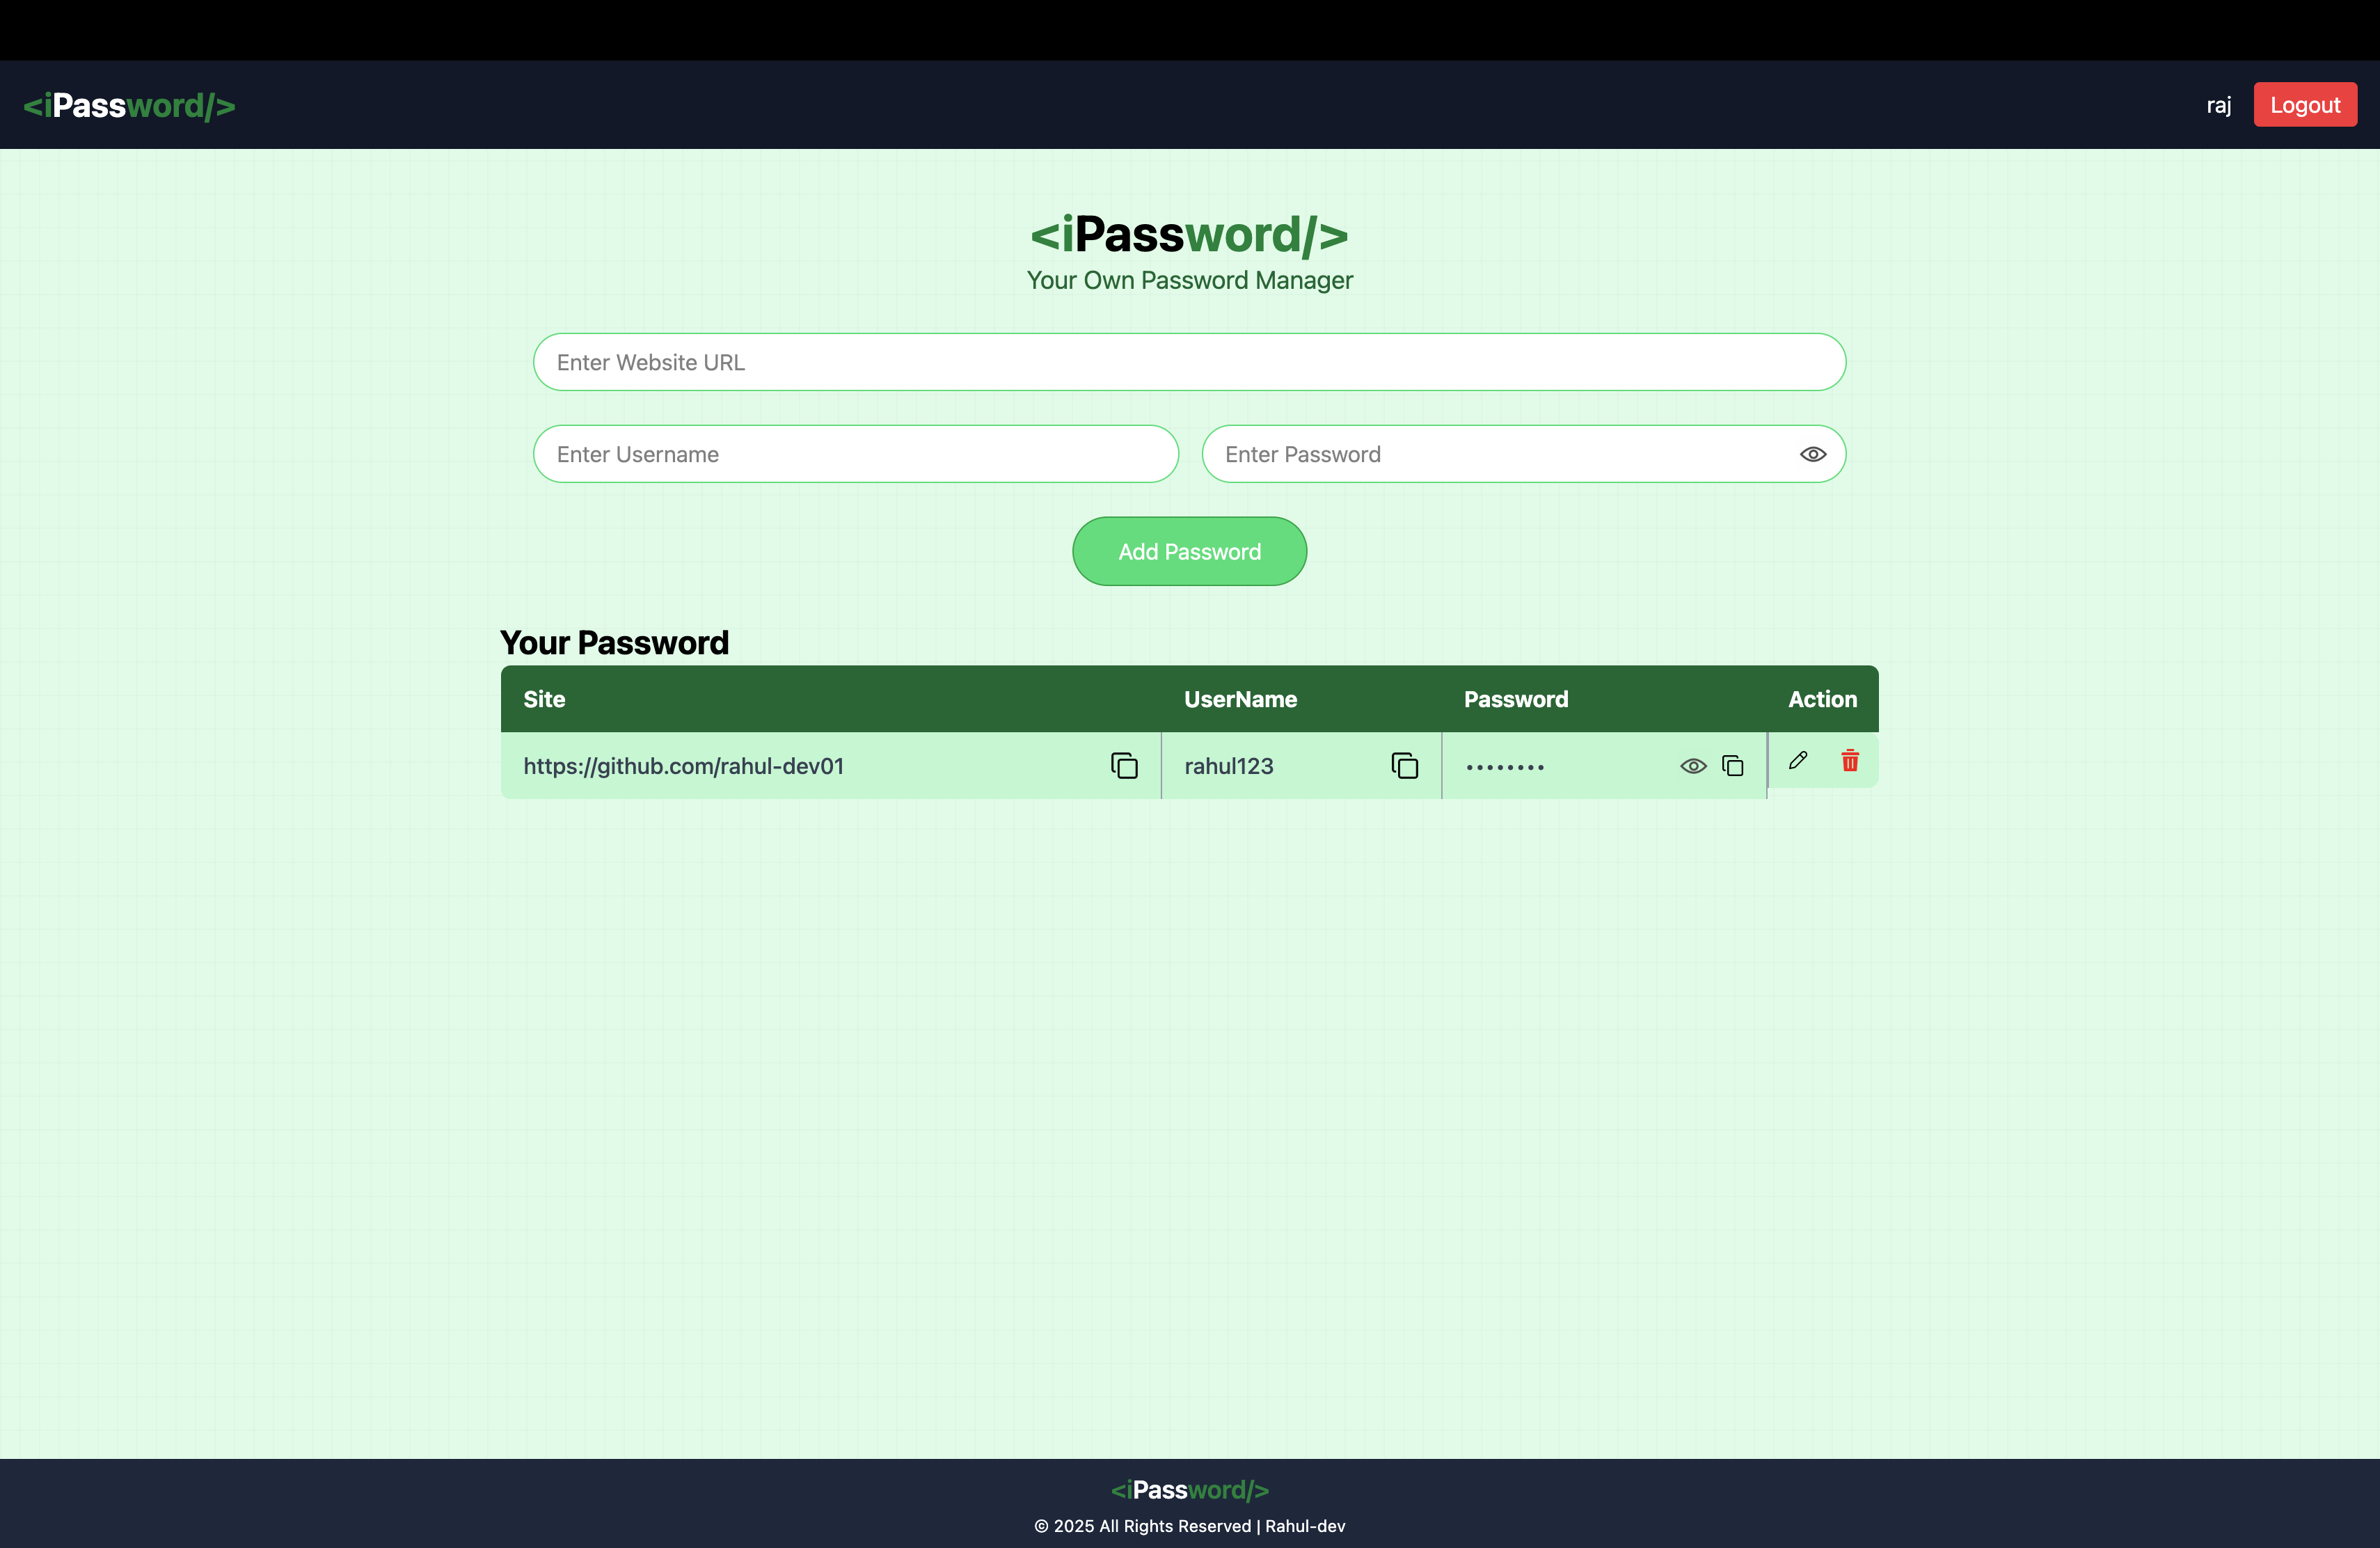 <iPassword/>
raj Logout
<iPassword/>
Your Own Password Manager
Enter Website URL
Enter Username Enter Password
Add Password
Your Password
Site UserName Password Action
https://github.com/rahul-dev01 rahul123 ••••••••
<iPassword/>
© 2025 All Rights Reserved | Rahul-dev